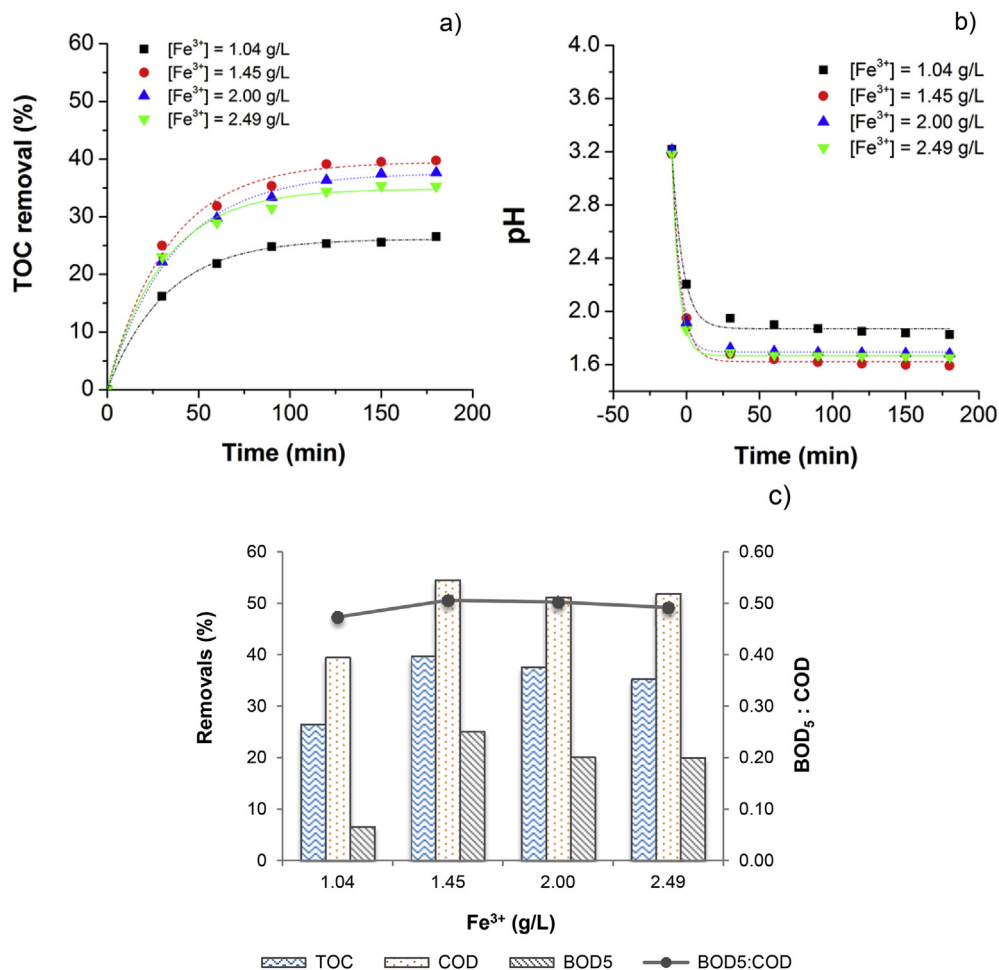 a)
[Fe³⁺] = 1.04 g/L
[Fe³⁺] = 1.45 g/L
[Fe³⁺] = 2.00 g/L
[Fe³⁺] = 2.49 g/L
TOC removal (%)
60
50
40
30
20
10
0
0 50 100 150 200
Time (min)
b)
[Fe³⁺] = 1.04 g/L
[Fe³⁺] = 1.45 g/L
[Fe³⁺] = 2.00 g/L
[Fe³⁺] = 2.49 g/L
pH
4.0
3.6
3.2
2.8
2.4
2.0
1.6
-50 0 50 100 150 200
Time (min)
c)
Removals (%)
60
50
40
30
20
10
0
0.60
0.50
0.40
0.30
0.20
0.10
0.00
BOD₅ : COD
1.04 1.45 2.00 2.49
Fe³⁺ (g/L)
TOC COD BOD5 BOD5:COD